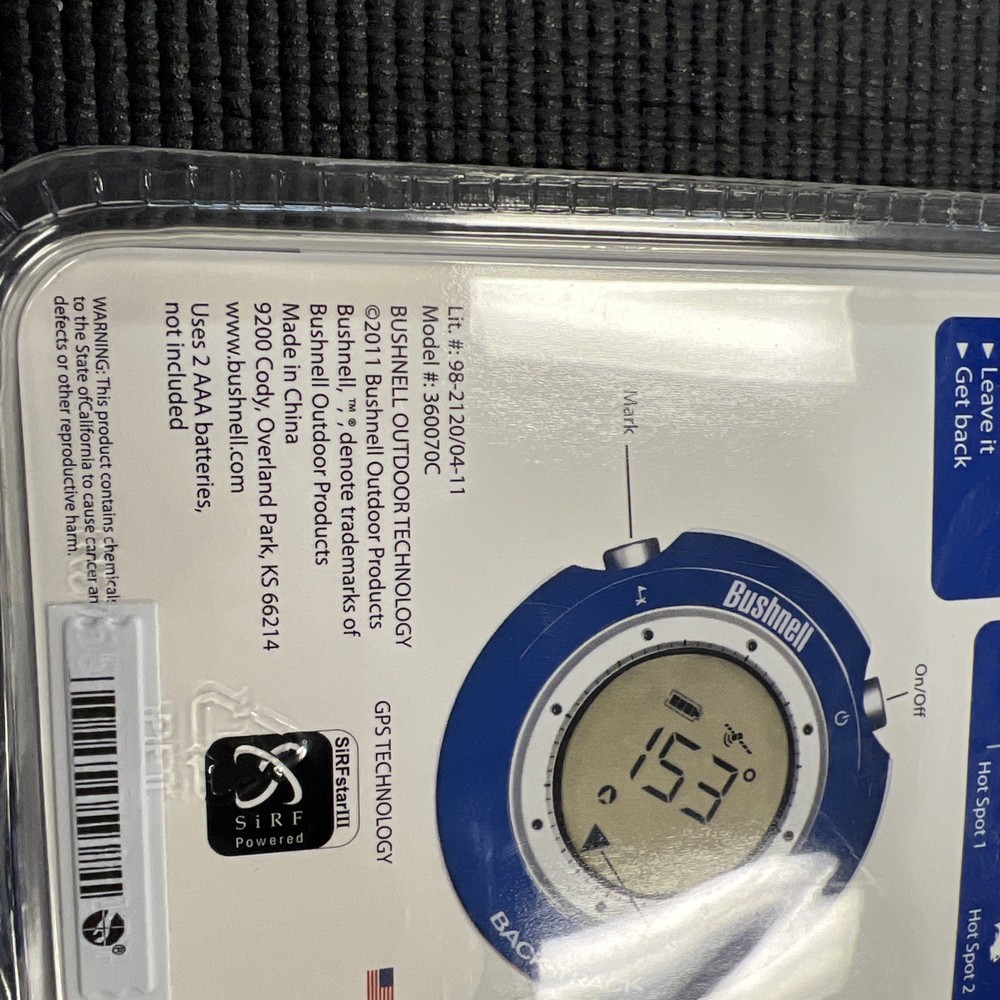 ▶ Leave it
▶ Get back
Hot Spot 1
Hot Spot 2
On/Off
Mark
Bushnell
153°
Lit. #: 98-2120/04-11
Model #: 360070C
BUSHNELL OUTDOOR TECHNOLOGY
©2011 Bushnell Outdoor Products
Bushnell, ™, ®, denote trademarks of
Bushnell Outdoor Products
Made in China
9200 Cody, Overland Park, KS 66214
www.bushnell.com
Uses 2 AAA batteries,
not included
WARNING: This product contains chemicals
to the State ofCalifornia to cause cancer
defects or other reproductive harm.
GPS TECHNOLOGY
SiRFstarIII
SiRF
Powered